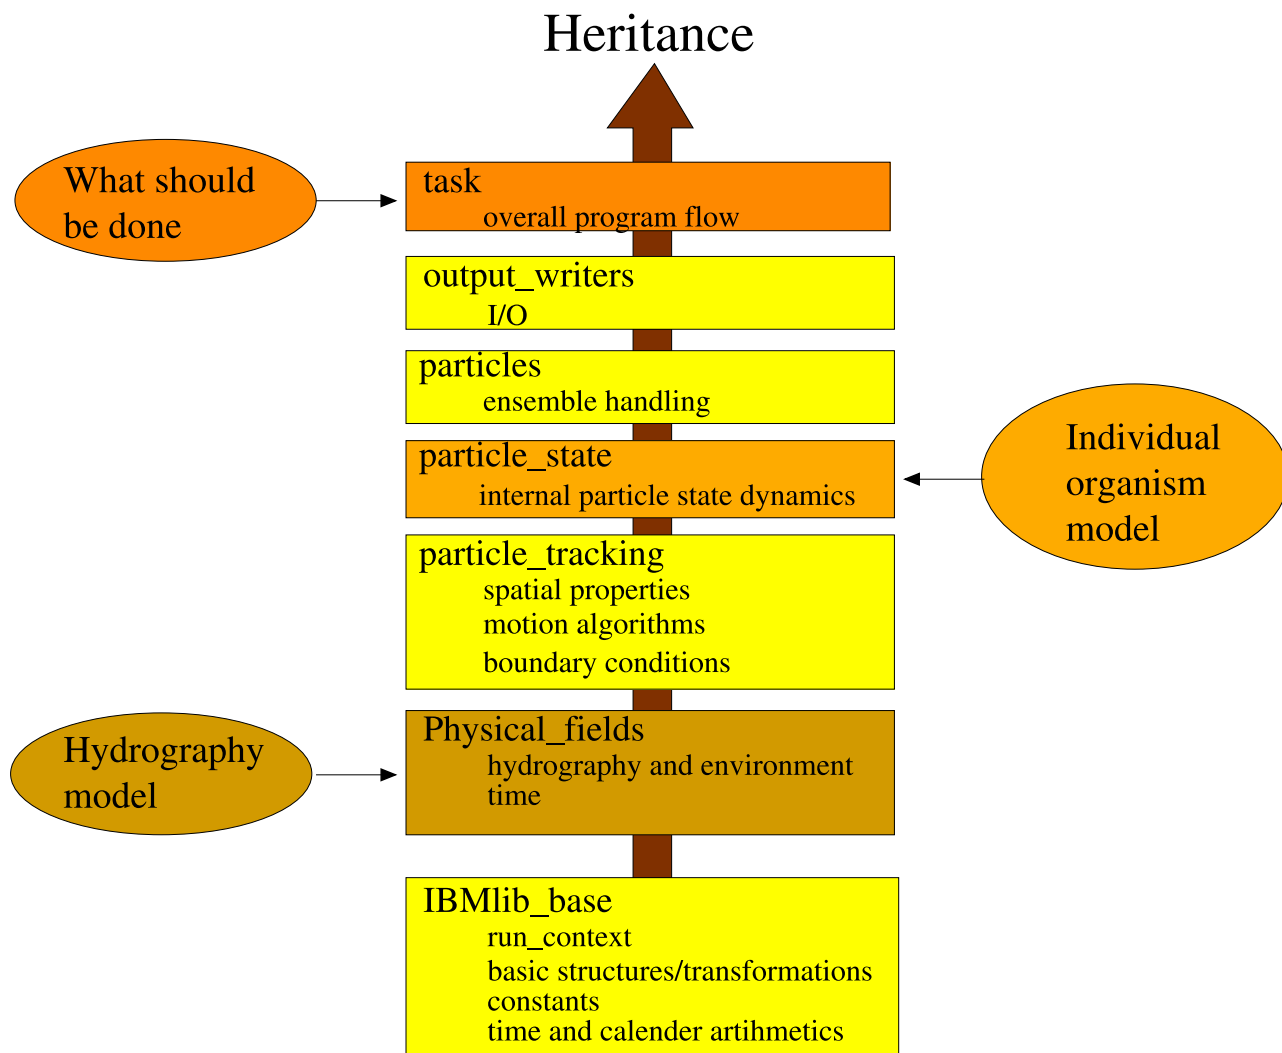 Heritance
What should
be done
task
overall program flow
output_writers
I/O
particles
ensemble handling
particle_state
internal particle state dynamics
Individual
organism
model
particle_tracking
spatial properties
motion algorithms
boundary conditions
Hydrography
model
Physical_fields
hydrography and environment
time
IBMlib_base
run_context
basic structures/transformations
constants
time and calender artihmetics